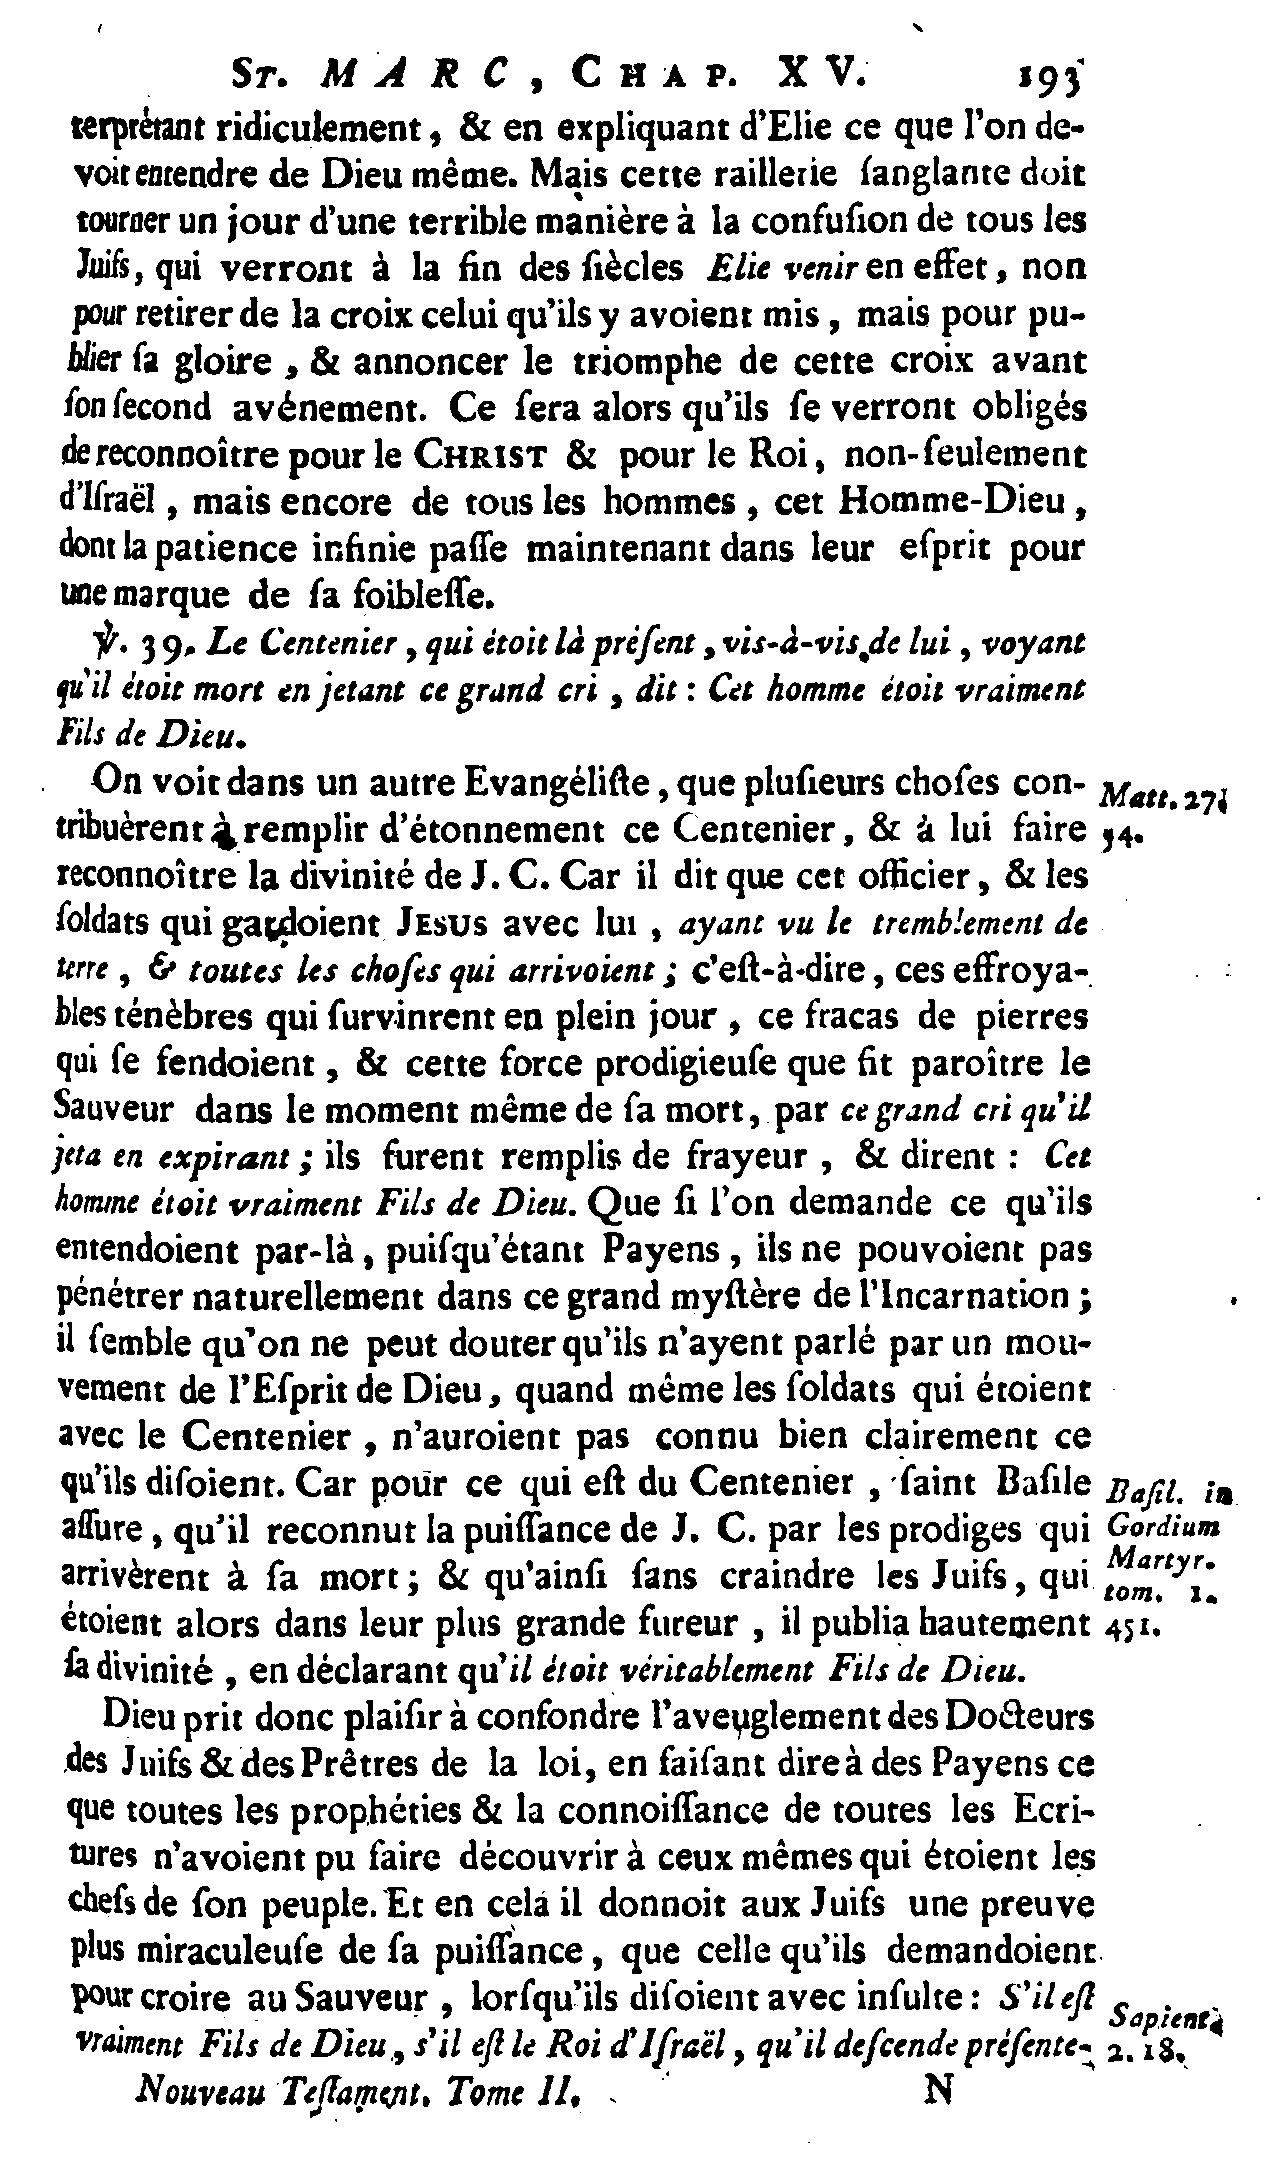 ST. MARC, CHAP. XV. 193
terprétant ridiculement, & en expliquant d'Elie ce que l'on de-
voit entendre de Dieu même. Mais cette raillerie ſanglante doit
tourner un jour d'une terrible manière à la confuſion de tous les
Juifs, qui verront à la fin des ſiècles Elie venir en effet, non
pour retirer de la croix celui qu'ils y avoient mis, mais pour pu-
blier ſa gloire, & annoncer le triomphe de cette croix avant
ſon ſecond avénement. Ce ſera alors qu'ils ſe verront obligés
de reconnoître pour le CHRIST & pour le Roi, non-ſeulement
d'Iſraël, mais encore de tous les hommes, cet Homme-Dieu,
dont la patience infinie paſſe maintenant dans leur eſprit pour
une marque de ſa foibleſſe.
℣. 39. Le Centenier, qui étoit là préſent, vis-à-vis de lui, voyant
qu'il étoit mort en jetant ce grand cri, dit : Cet homme étoit vraiment
Fils de Dieu.
On voit dans un autre Evangéliſte, que pluſieurs choſes con-
Matt. 27.
tribuèrent à remplir d'étonnement ce Centenier, & à lui faire
54.
reconnoître la divinité de J. C. Car il dit que cet officier, & les
ſoldats qui gardoient JESUS avec lui, ayant vu le tremblement de
terre, & toutes les choſes qui arrivoient ; c'eſt-à-dire, ces effroya-
bles ténèbres qui ſurvinrent en plein jour, ce fracas de pierres
qui ſe fendoient, & cette force prodigieuſe que fit paroître le
Sauveur dans le moment même de ſa mort, par ce grand cri qu'il
jeta en expirant ; ils furent remplis de frayeur, & dirent : Cet
homme étoit vraiment Fils de Dieu. Que ſi l'on demande ce qu'ils
entendoient par-là, puiſqu'étant Payens, ils ne pouvoient pas
pénétrer naturellement dans ce grand myſtère de l'Incarnation ;
il ſemble qu'on ne peut douter qu'ils n'ayent parlé par un mou-
vement de l'Eſprit de Dieu, quand même les ſoldats qui étoient
avec le Centenier, n'auroient pas connu bien clairement ce
qu'ils diſoient. Car pour ce qui eſt du Centenier, ſaint Baſile
Baſil. in
aſſure, qu'il reconnut la puiſſance de J. C. par les prodiges qui
Gordium
arrivèrent à ſa mort ; & qu'ainſi ſans craindre les Juifs, qui
Martyr.
tom. 1.
étoient alors dans leur plus grande fureur, il publia hautement
451.
ſa divinité, en déclarant qu'il étoit véritablement Fils de Dieu.
Dieu prit donc plaiſir à confondre l'aveuglement des Docteurs
des Juifs & des Prêtres de la loi, en faiſant dire à des Payens ce
que toutes les prophéties & la connoiſſance de toutes les Ecri-
tures n'avoient pu faire découvrir à ceux mêmes qui étoient les
chefs de ſon peuple. Et en cela il donnoit aux Juifs une preuve
plus miraculeuſe de ſa puiſſance, que celle qu'ils demandoient
pour croire au Sauveur, lorſqu'ils diſoient avec inſulte : S'il eſt
Sapient.
vraiment Fils de Dieu, s'il eſt le Roi d'Iſraël, qu'il deſcende préſente-
2. 18.
Nouveau Teſtament. Tome II. N